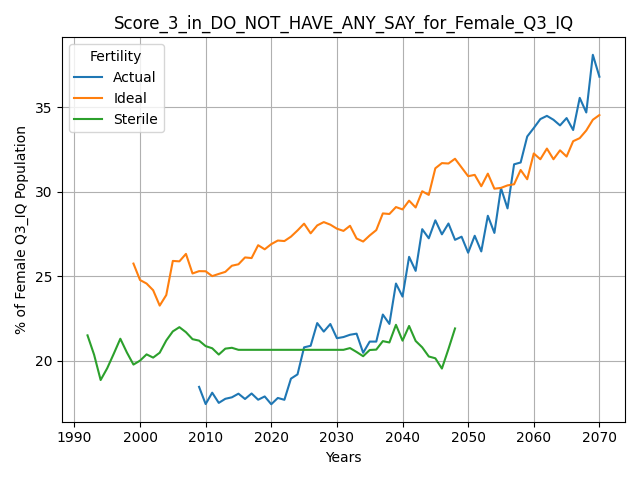 Score_3_in_DO_NOT_HAVE_ANY_SAY_for_Female_Q3_IQ
Fertility
Actual
Ideal
Sterile
% of Female Q3_IQ Population
35
30
25
20
1990 2000 2010 2020 2030 2040 2050 2060 2070
Years